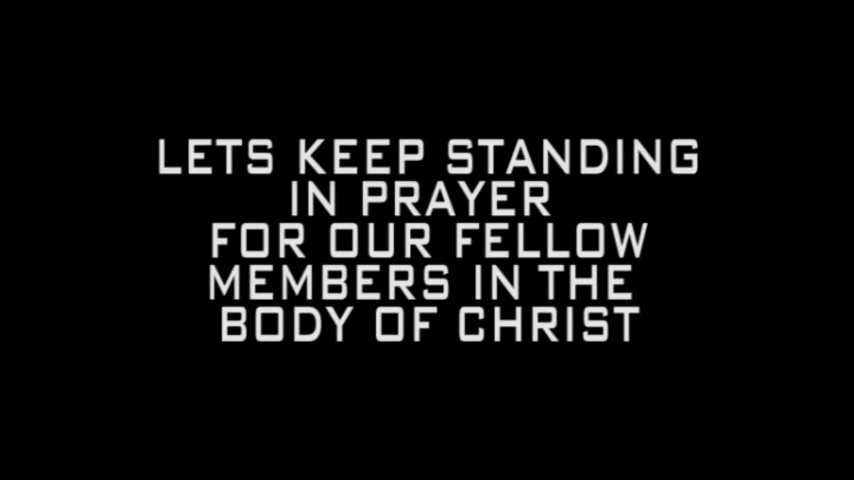 LETS KEEP STANDING
IN PRAYER
FOR OUR FELLOW
MEMBERS IN THE
BODY OF CHRIST